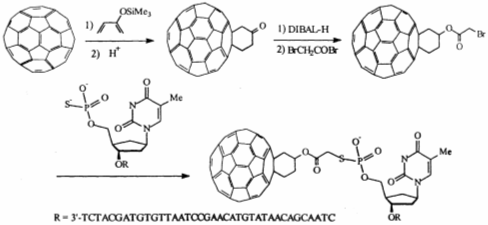 OSiMe3
1)
2) H+
O
1) DIBAL-H
2) BrCH2COBr
O
O
Br
O-
S- P O
O
O
N
Me
O
N
O
OR
O
O
S
O-
P O
O
O
N
Me
O
N
O
OR
R = 3'-TCTACGATGTGTTAATCCGAACATGTATAACAGCAATC